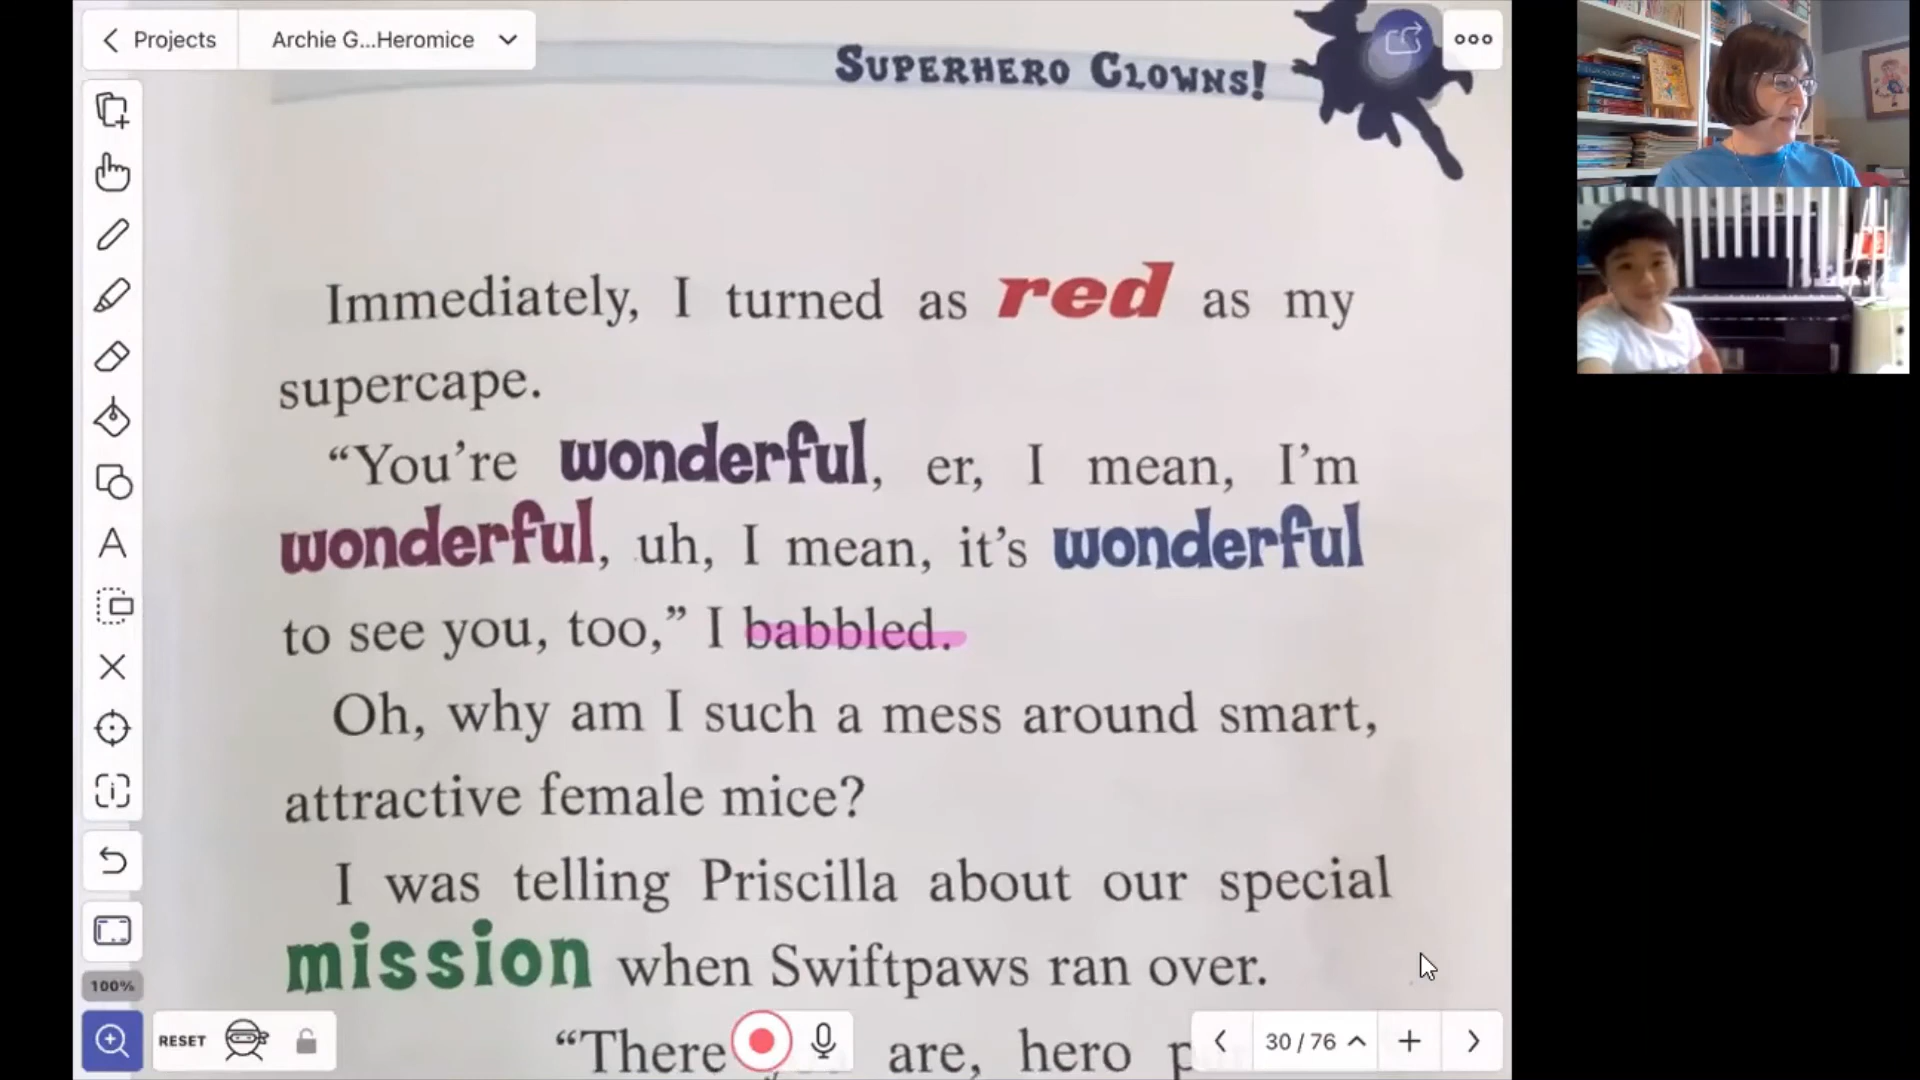 Projects
Archie G...Heromice
SUPERHERO CLOWNS!
Immediately, I turned as red as my
supercape.
“You’re wonderful, er, I mean, I’m
wonderful, uh, I mean, it’s wonderful
to see you, too,” I babbled.
Oh, why am I such a mess around smart,
attractive female mice?
I was telling Priscilla about our special
mission when Swiftpaws ran over.
“There are, hero
100%
RESET
30 / 76